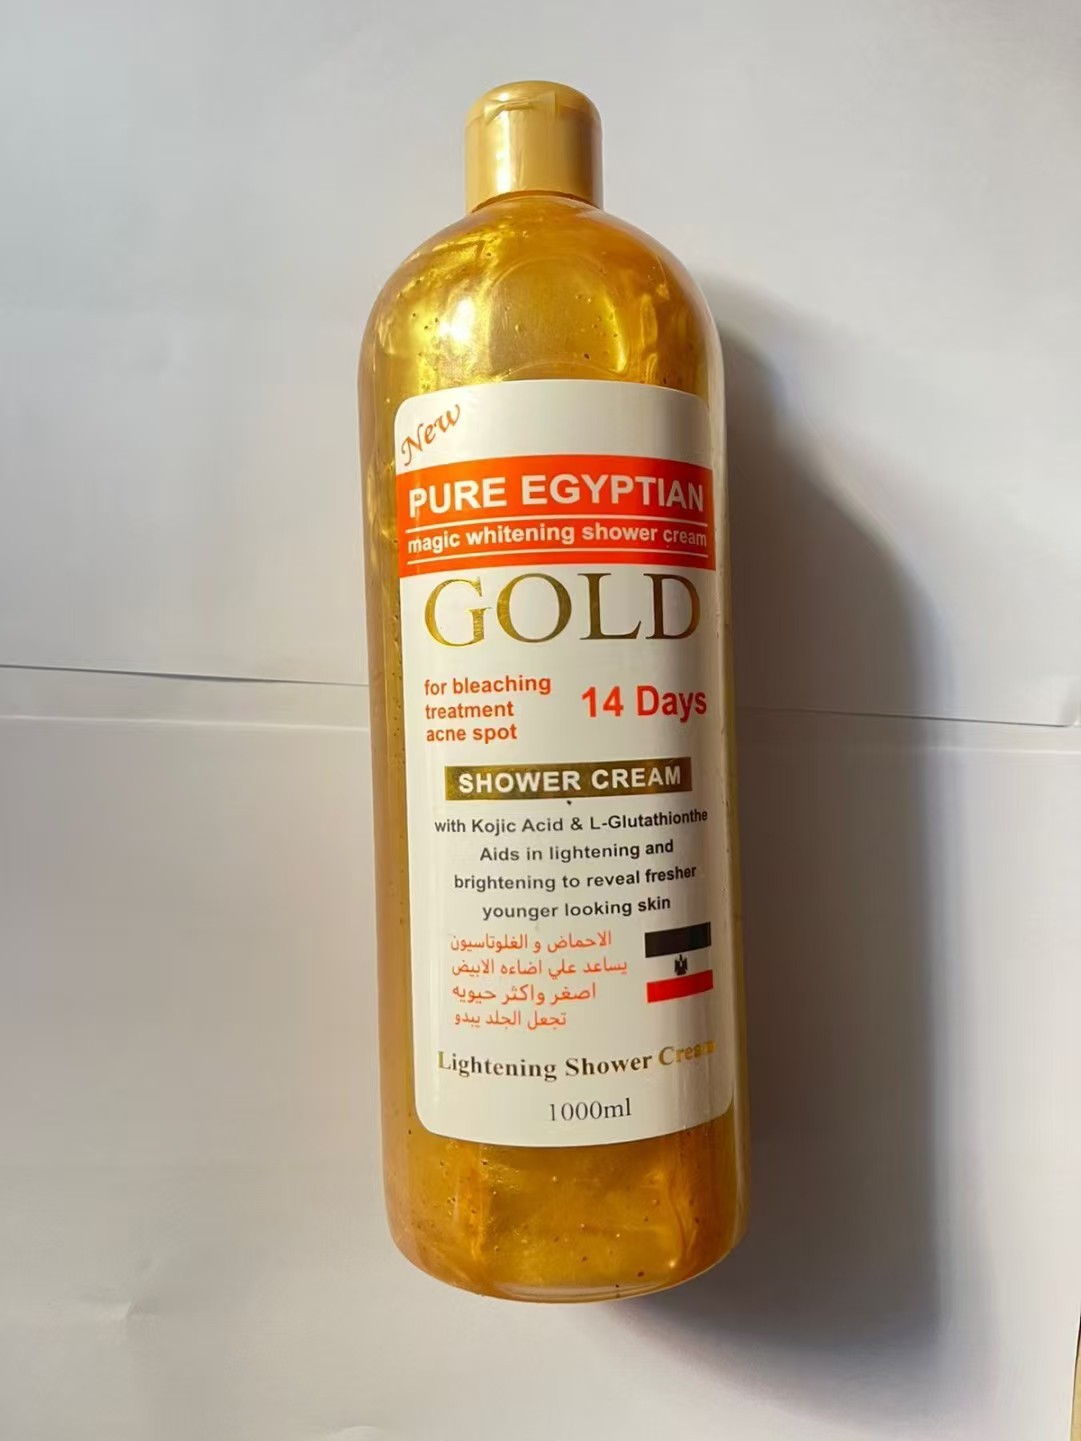 New
PURE EGYPTIAN
magic whitening shower cream
GOLD
for bleaching
treatment
acne spot
14 Days
SHOWER CREAM
with Kojic Acid & L-Glutathionthe
Aids in lightening and
brightening to reveal fresher
younger looking skin
الاحماض و الغلوتاسيون
يساعد علي اضاءه الابيض
اصغر واكثر حيويه
تجعل الجلد يبدو
Lightening Shower Cream
1000ml